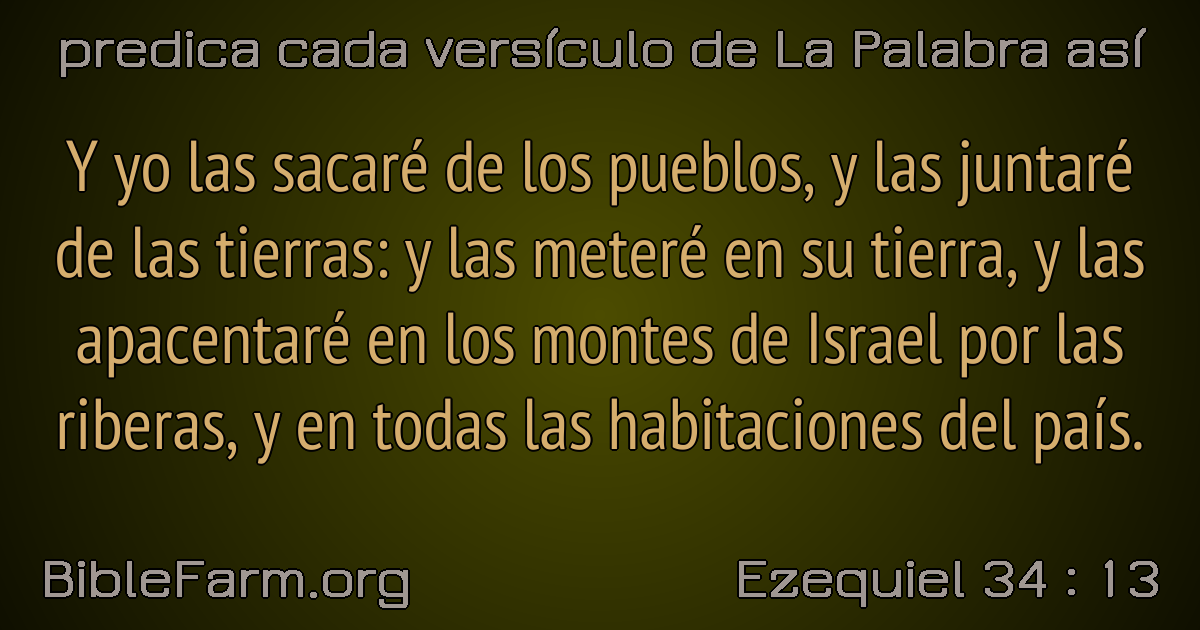 predica cada versículo de La Palabra así
Y yo las sacaré de los pueblos, y las juntaré
de las tierras: y las meteré en su tierra, y las
apacentaré en los montes de Israel por las
riberas, y en todas las habitaciones del país.
BibleFarm.org
Ezequiel 34 : 13